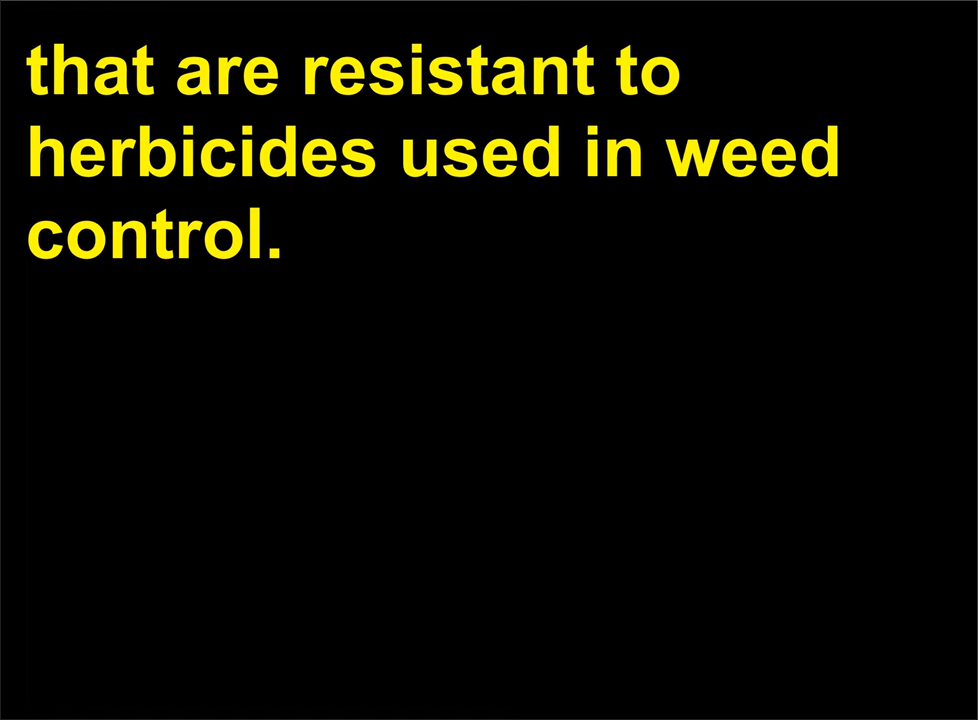 that are resistant to
herbicides used in weed
control.